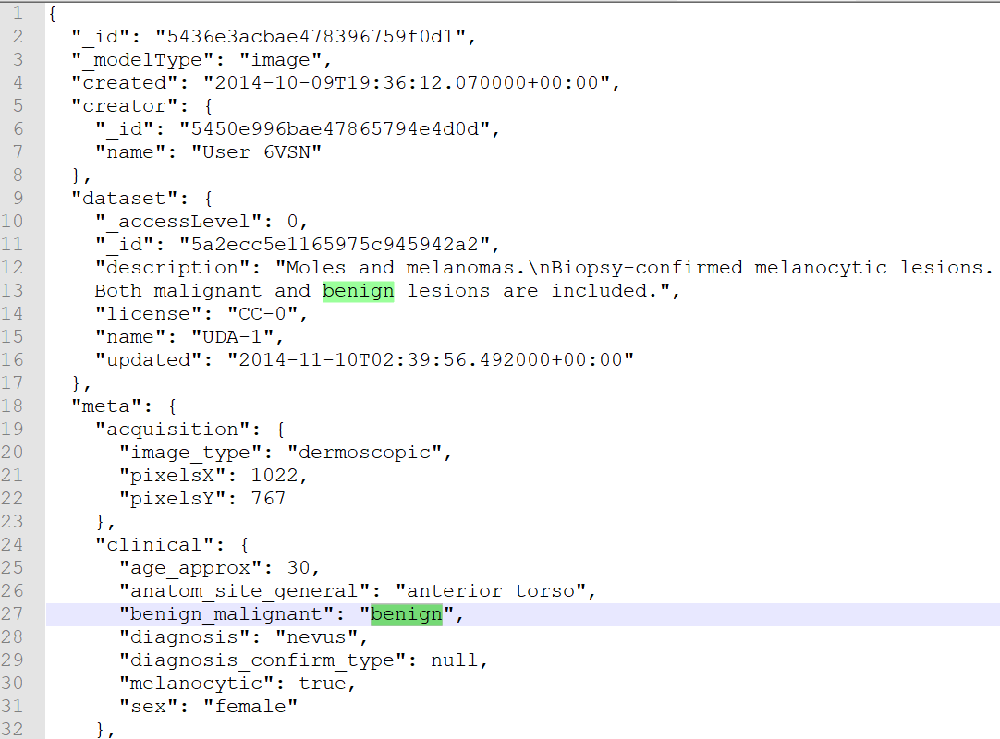 1 {
2 "_id": "5436e3acbae478396759f0d1",
3 "_modelType": "image",
4 "created": "2014-10-09T19:36:12.070000+00:00",
5 "creator": {
6 "_id": "5450e996bae47865794e4d0d",
7 "name": "User 6VSN"
8 },
9 "dataset": {
10 "_accessLevel": 0,
11 "_id": "5a2ecc5e1165975c945942a2",
12 "description": "Moles and melanomas.\nBiopsy-confirmed melanocytic lesions.
13 Both malignant and benign lesions are included.",
14 "license": "CC-0",
15 "name": "UDA-1",
16 "updated": "2014-11-10T02:39:56.492000+00:00"
17 },
18 "meta": {
19 "acquisition": {
20 "image_type": "dermoscopic",
21 "pixelsX": 1022,
22 "pixelsY": 767
23 },
24 "clinical": {
25 "age_approx": 30,
26 "anatom_site_general": "anterior torso",
27 "benign_malignant": "benign",
28 "diagnosis": "nevus",
29 "diagnosis_confirm_type": null,
30 "melanocytic": true,
31 "sex": "female"
32 },